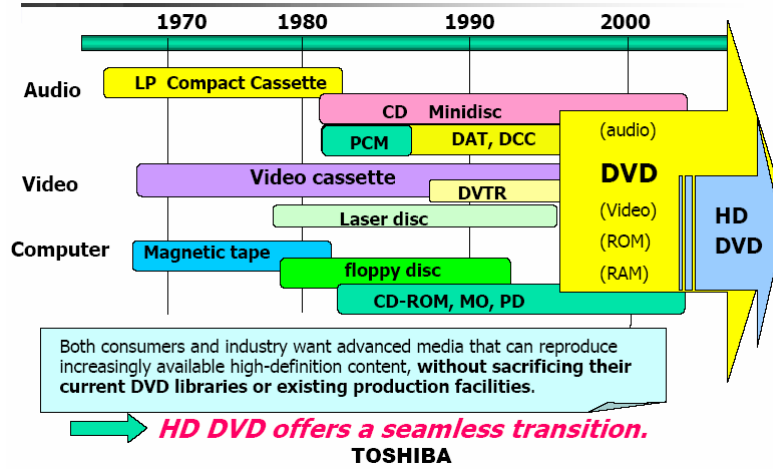 1970 1980 1990 2000
Audio
LP Compact Cassette
CD Minidisc
PCM
DAT, DCC
Video
Video cassette
DVTR
Laser disc
Computer
Magnetic tape
floppy disc
CD-ROM, MO, PD
(audio)
DVD
(Video)
(ROM)
(RAM)
HD
DVD
Both consumers and industry want advanced media that can reproduce
increasingly available high-definition content, without sacrificing their
current DVD libraries or existing production facilities.
HD DVD offers a seamless transition.
TOSHIBA